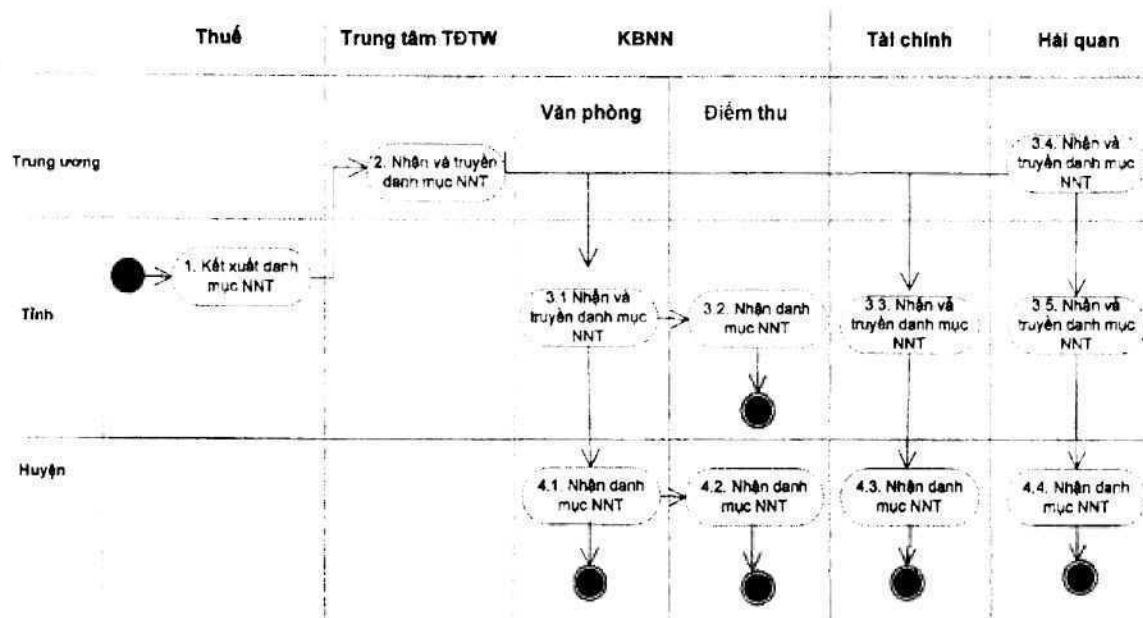 Thuế
Trung tâm TĐTW
KBNN
Tài chính
Hải quan
Văn phòng
Điểm thu
Trung ương
2. Nhận và truyền
danh mục NNT
3.4. Nhận và
truyền danh mục
NNT
Tỉnh
1. Kết xuất danh
mục NNT
3.1 Nhận và
truyền danh mục
NNT
3.2. Nhận danh
mục NNT
3.3. Nhận và
truyền danh mục
NNT
3.5. Nhận và
truyền danh mục
NNT
Huyện
4.1. Nhận danh
mục NNT
4.2. Nhận danh
mục NNT
4.3. Nhận danh
mục NNT
4.4. Nhận danh
mục NNT